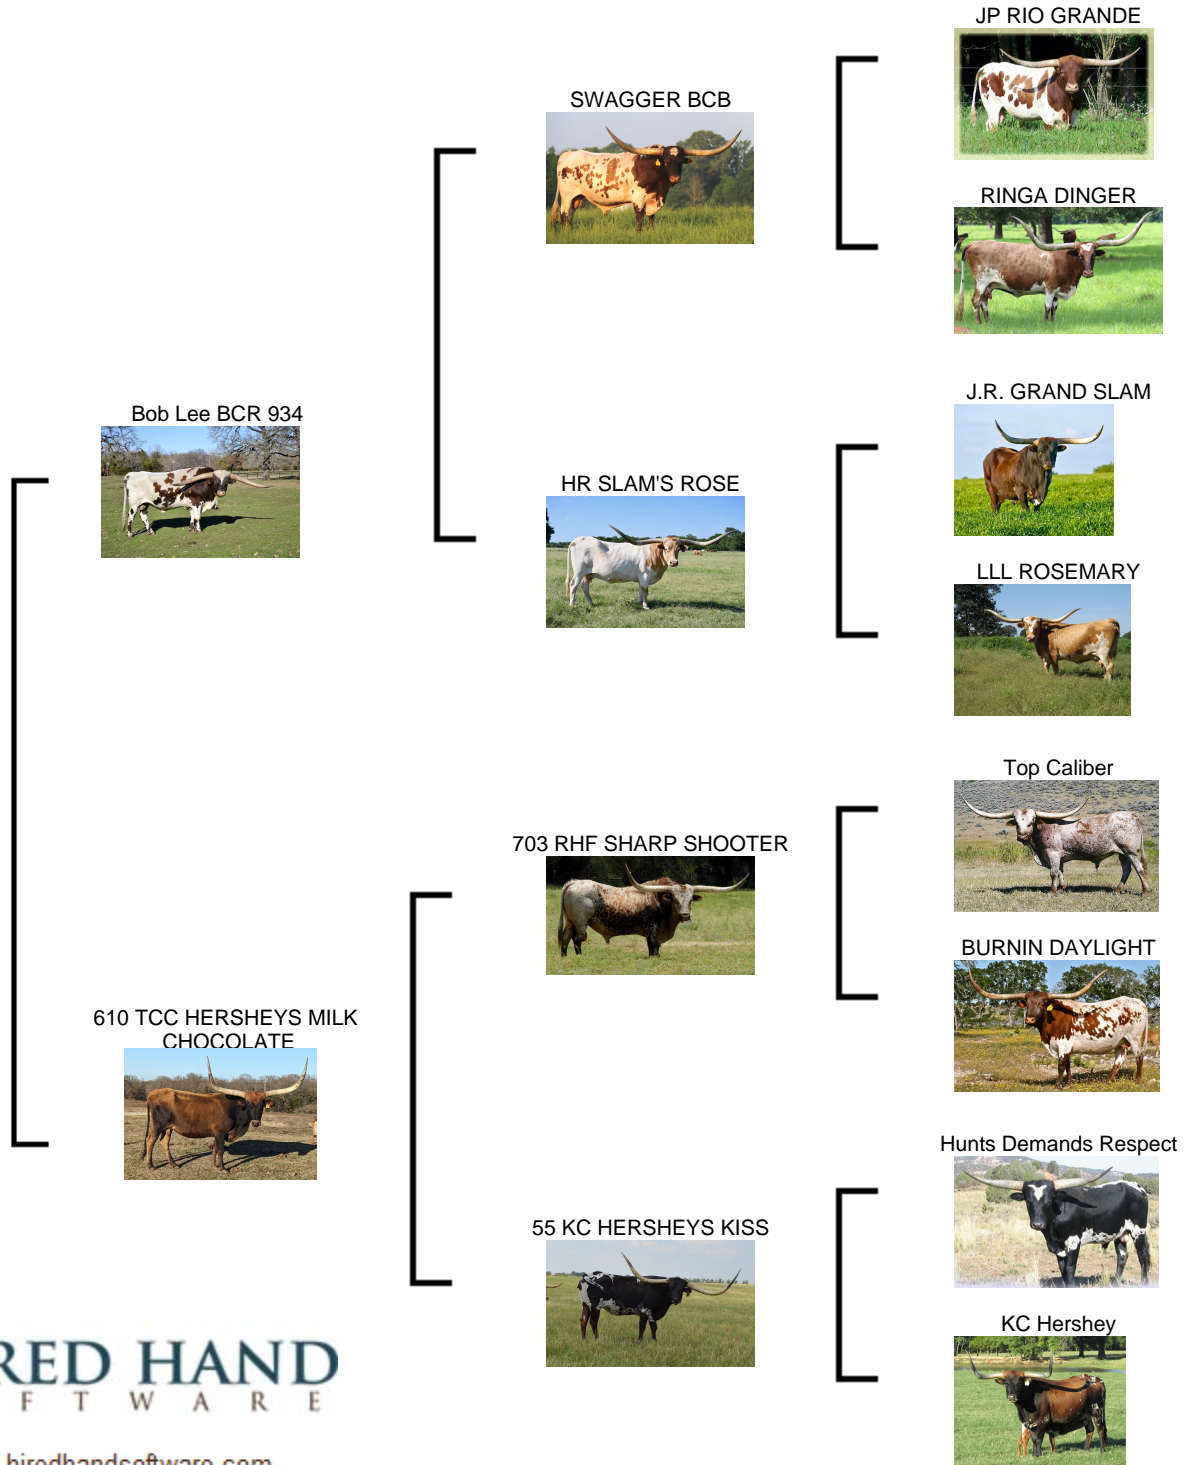 JP RIO GRANDE
SWAGGER BCB
RINGA DINGER
J.R. GRAND SLAM
Bob Lee BCR 934
HR SLAM'S ROSE
LLL ROSEMARY
Top Caliber
703 RHF SHARP SHOOTER
BURNIN DAYLIGHT
610 TCC HERSHEYS MILK
CHOCOLATE
Hunts Demands Respect
55 KC HERSHEYS KISS
KC Hershey
RED HAND
F T W A R E
hiredhandsoftware.com